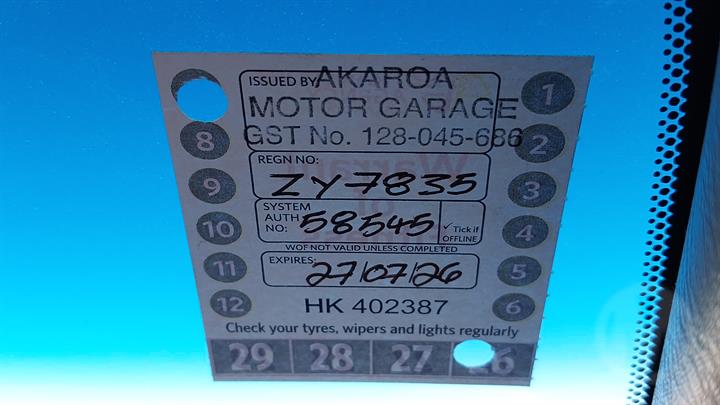 ISSUED BY AKAROA
MOTOR GARAGE
GST No. 128-045-686
REGN NO:
ZY7835
SYSTEM
AUTH
NO: 58545
✓ Tick if
OFFLINE
WOF NOT VALID UNLESS COMPLETED
EXPIRES:
27/07/26
HK 402387
Check your tyres, wipers and lights regularly
8
9
10
11
12
1
2
3
4
5
6
29 28 27 26